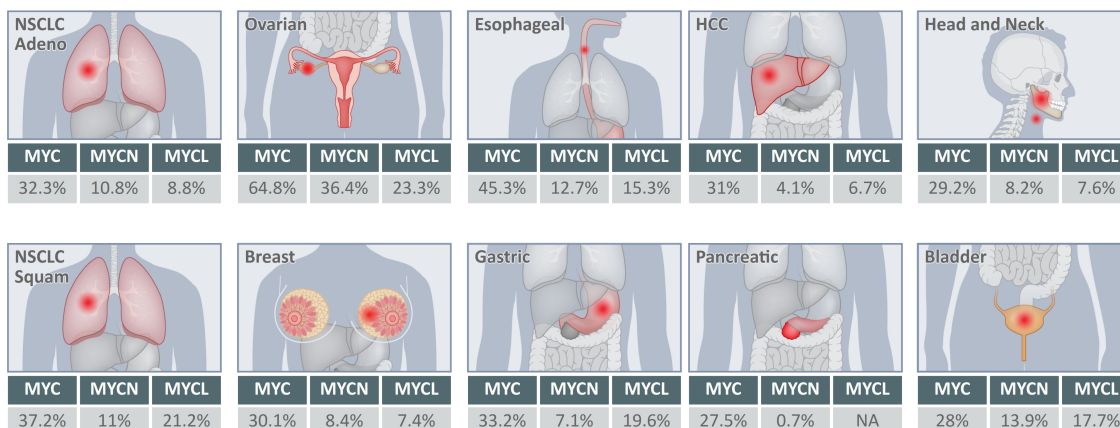 NSCLC
Adeno
Ovarian
Esophageal
HCC
Head and Neck
MYC MYCN MYCL
32.3% 10.8% 8.8%
MYC MYCN MYCL
64.8% 36.4% 23.3%
MYC MYCN MYCL
45.3% 12.7% 15.3%
MYC MYCN MYCL
31% 4.1% 6.7%
MYC MYCN MYCL
29.2% 8.2% 7.6%
NSCLC
Squam
Breast
Gastric
Pancreatic
Bladder
MYC MYCN MYCL
37.2% 11% 21.2%
MYC MYCN MYCL
30.1% 8.4% 7.4%
MYC MYCN MYCL
33.2% 7.1% 19.6%
MYC MYCN MYCL
27.5% 0.7% NA
MYC MYCN MYCL
28% 13.9% 17.7%